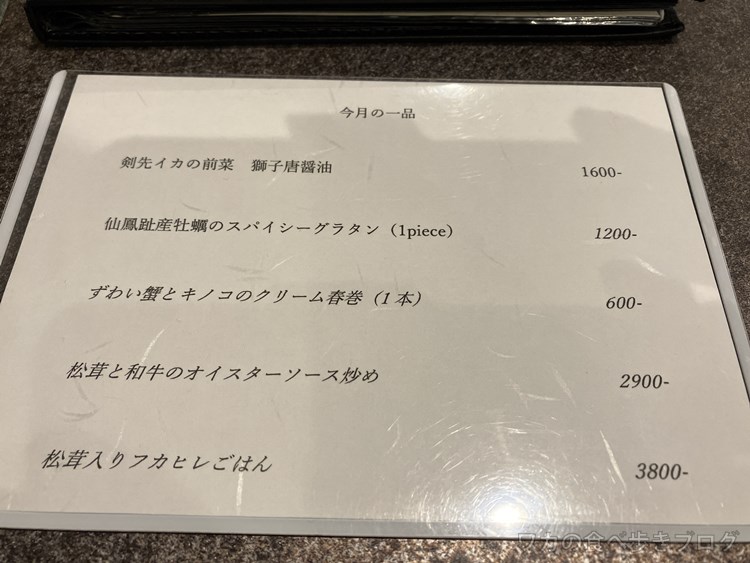 今月の一品
剣先イカの前菜　獅子唐醤油 1600-
仙鳳趾産牡蠣のスパイシーグラタン（1piece） 1200-
ずわい蟹とキノコのクリーム春巻（1 本） 600-
松茸と和牛のオイスターソース炒め 2900-
松茸入りフカヒレごはん 3800-
ワカの食べ歩きブログ